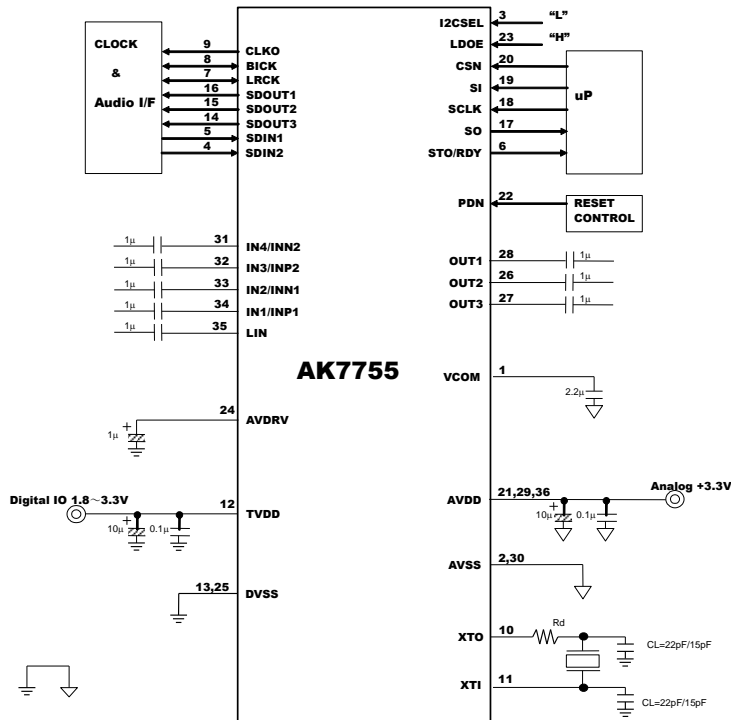 CLOCK
&
Audio I/F
9 CLKO
8 BICK
7 LRCK
16 SDOUT1
15 SDOUT2
14 SDOUT3
5 SDIN1
4 SDIN2
I2CSEL 3 “L”
LDOE 23 “H”
CSN 20
SI 19
SCLK 18
SO 17
STO/RDY 6
uP
PDN 22
RESET
CONTROL
1μ 31 IN4/INN2
1μ 32 IN3/INP2
1μ 33 IN2/INN1
1μ 34 IN1/INP1
1μ 35 LIN
OUT1 28 1μ
OUT2 26 1μ
OUT3 27 1μ
AK7755
VCOM 1
2.2μ
24 AVDRV
+
1μ
Digital IO 1.8～3.3V
12 TVDD
+
10μ 0.1μ
AVDD 21,29,36 Analog +3.3V
+
10μ 0.1μ
AVSS 2,30
13,25 DVSS
XTO 10 Rd
CL=22pF/15pF
XTI 11
CL=22pF/15pF